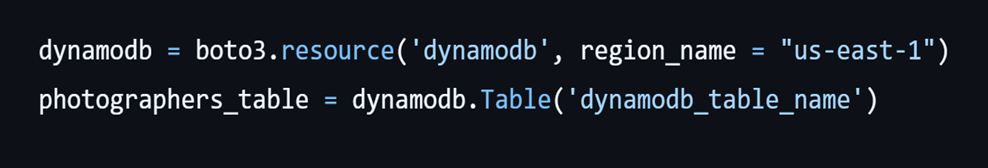 dynamodb = boto3.resource('dynamodb', region_name = "us-east-1")
photographers_table = dynamodb.Table('dynamodb_table_name')